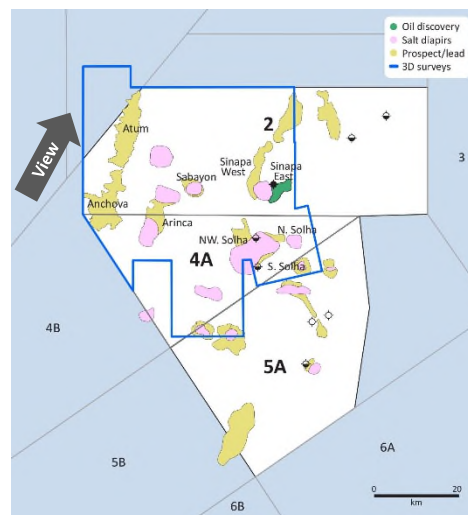 Oil discovery
Salt diapirs
Prospect/lead
3D surveys
View
Atum
2
Sinapa
West
Sinapa
East
3
Sabayon
Anchova
Arinca
NW. Solha
N. Solha
4A
S. Solha
4B
5A
5B
6A
6B
0
20
km